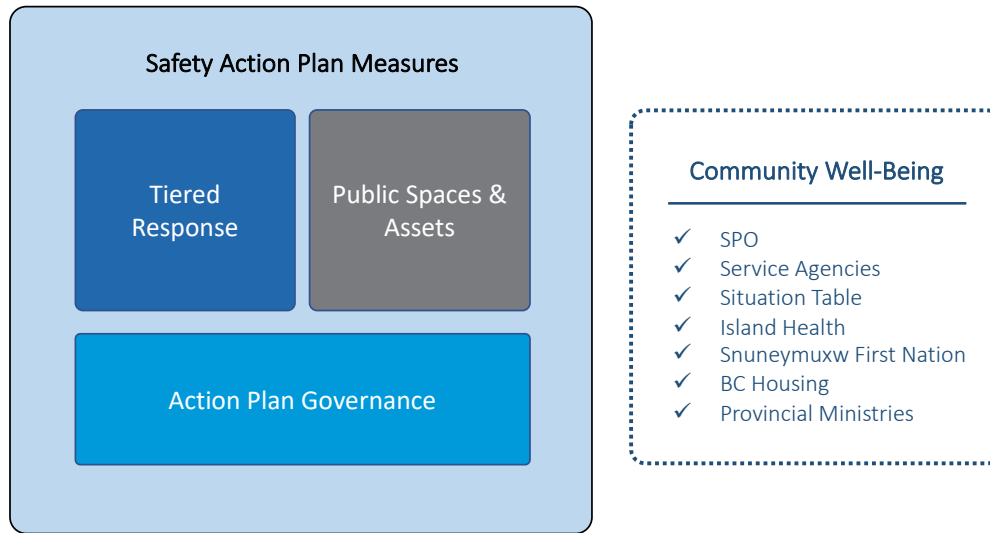 Safety Action Plan Measures
Tiered
Response
Public Spaces &
Assets
Action Plan Governance
Community Well-Being
✓ SPO
✓ Service Agencies
✓ Situation Table
✓ Island Health
✓ Snuneymuxw First Nation
✓ BC Housing
✓ Provincial Ministries